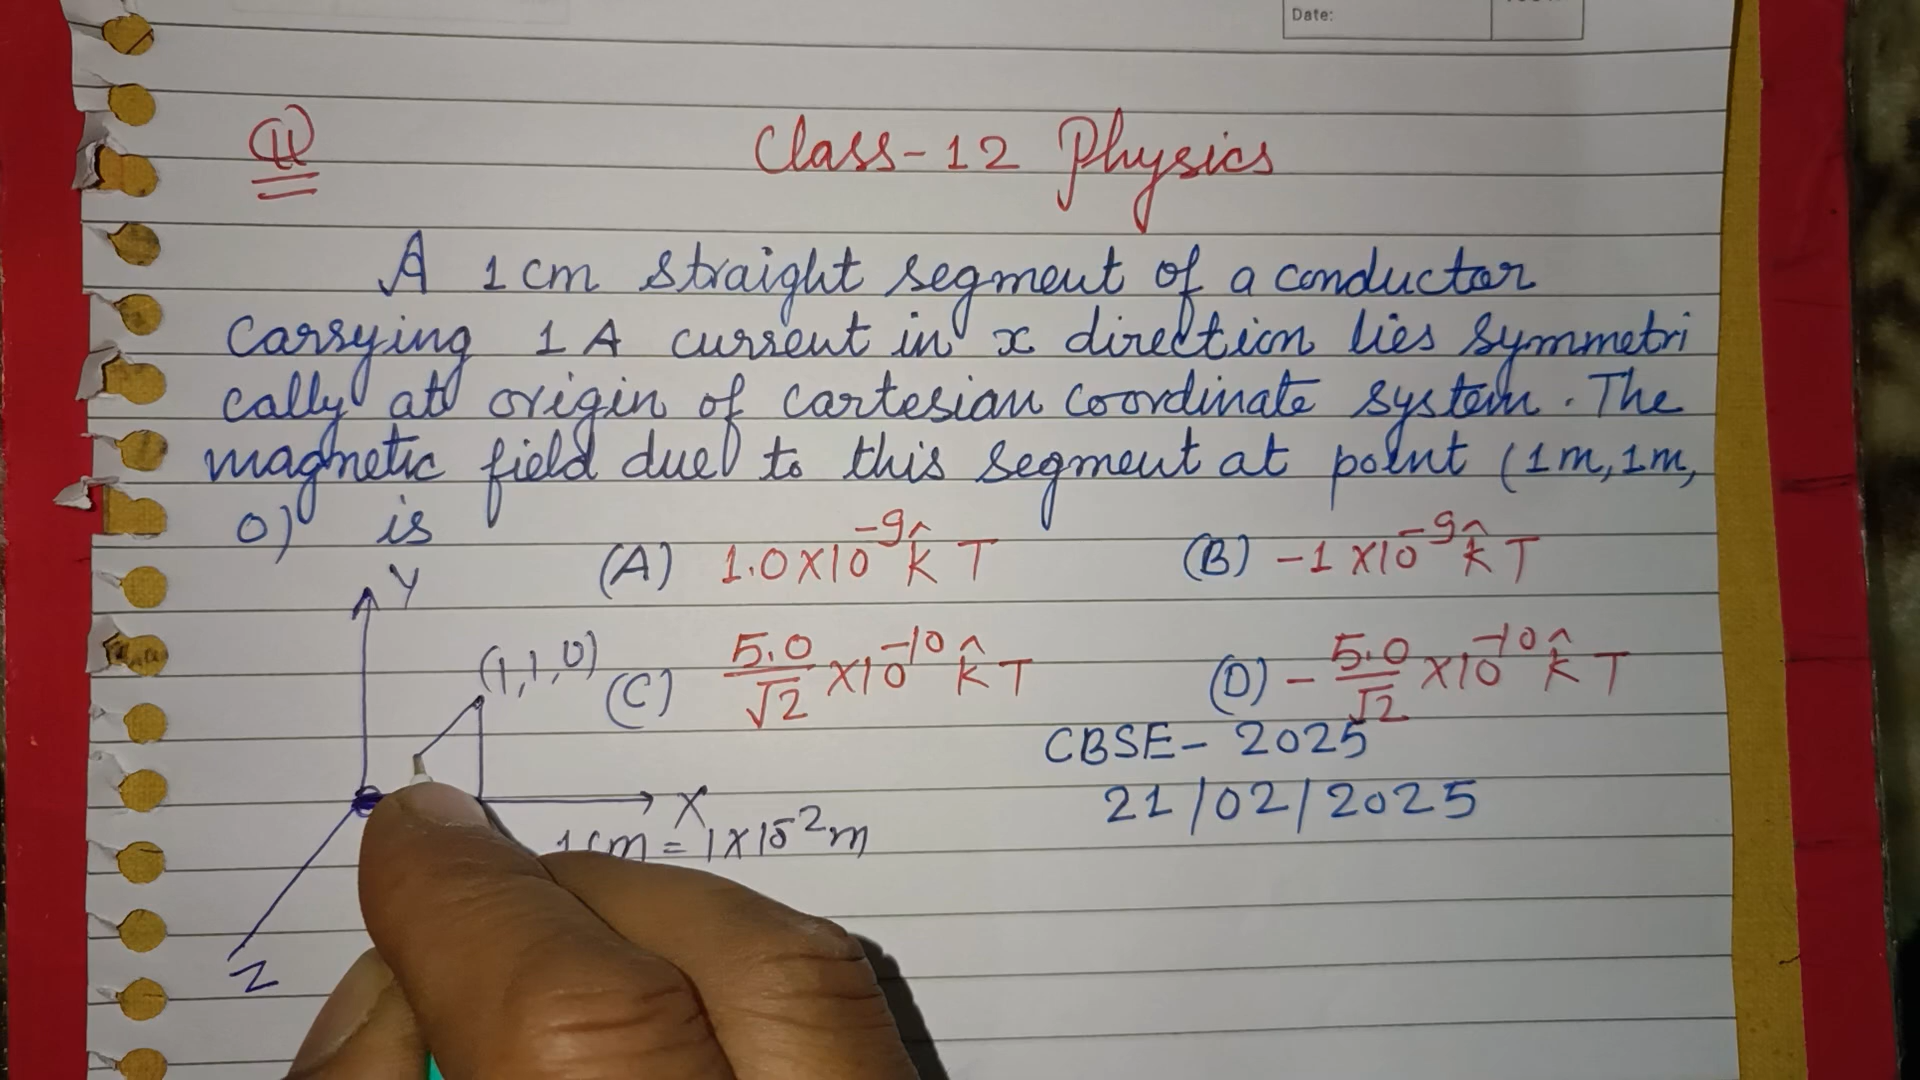 Date:
Q
Class-12 Physics
A 1 cm straight segment of a conductor
carrying 1 A current in x direction lies symmetri
cally at origin of cartesian coordinate system. The
magnetic field due to this segment at point (1m, 1m,
0) is
(A) 1.0×10⁻⁹ k̂ T (B) -1×10⁻⁹ k̂ T
Y
(1,1,0)
(C) 5.0/√2 ×10⁻¹⁰ k̂ T (D) - 5.0/√2 ×10⁻¹⁰ k̂ T
CBSE- 2025
X
21/02/2025
1cm = 1×10⁻²m
Z